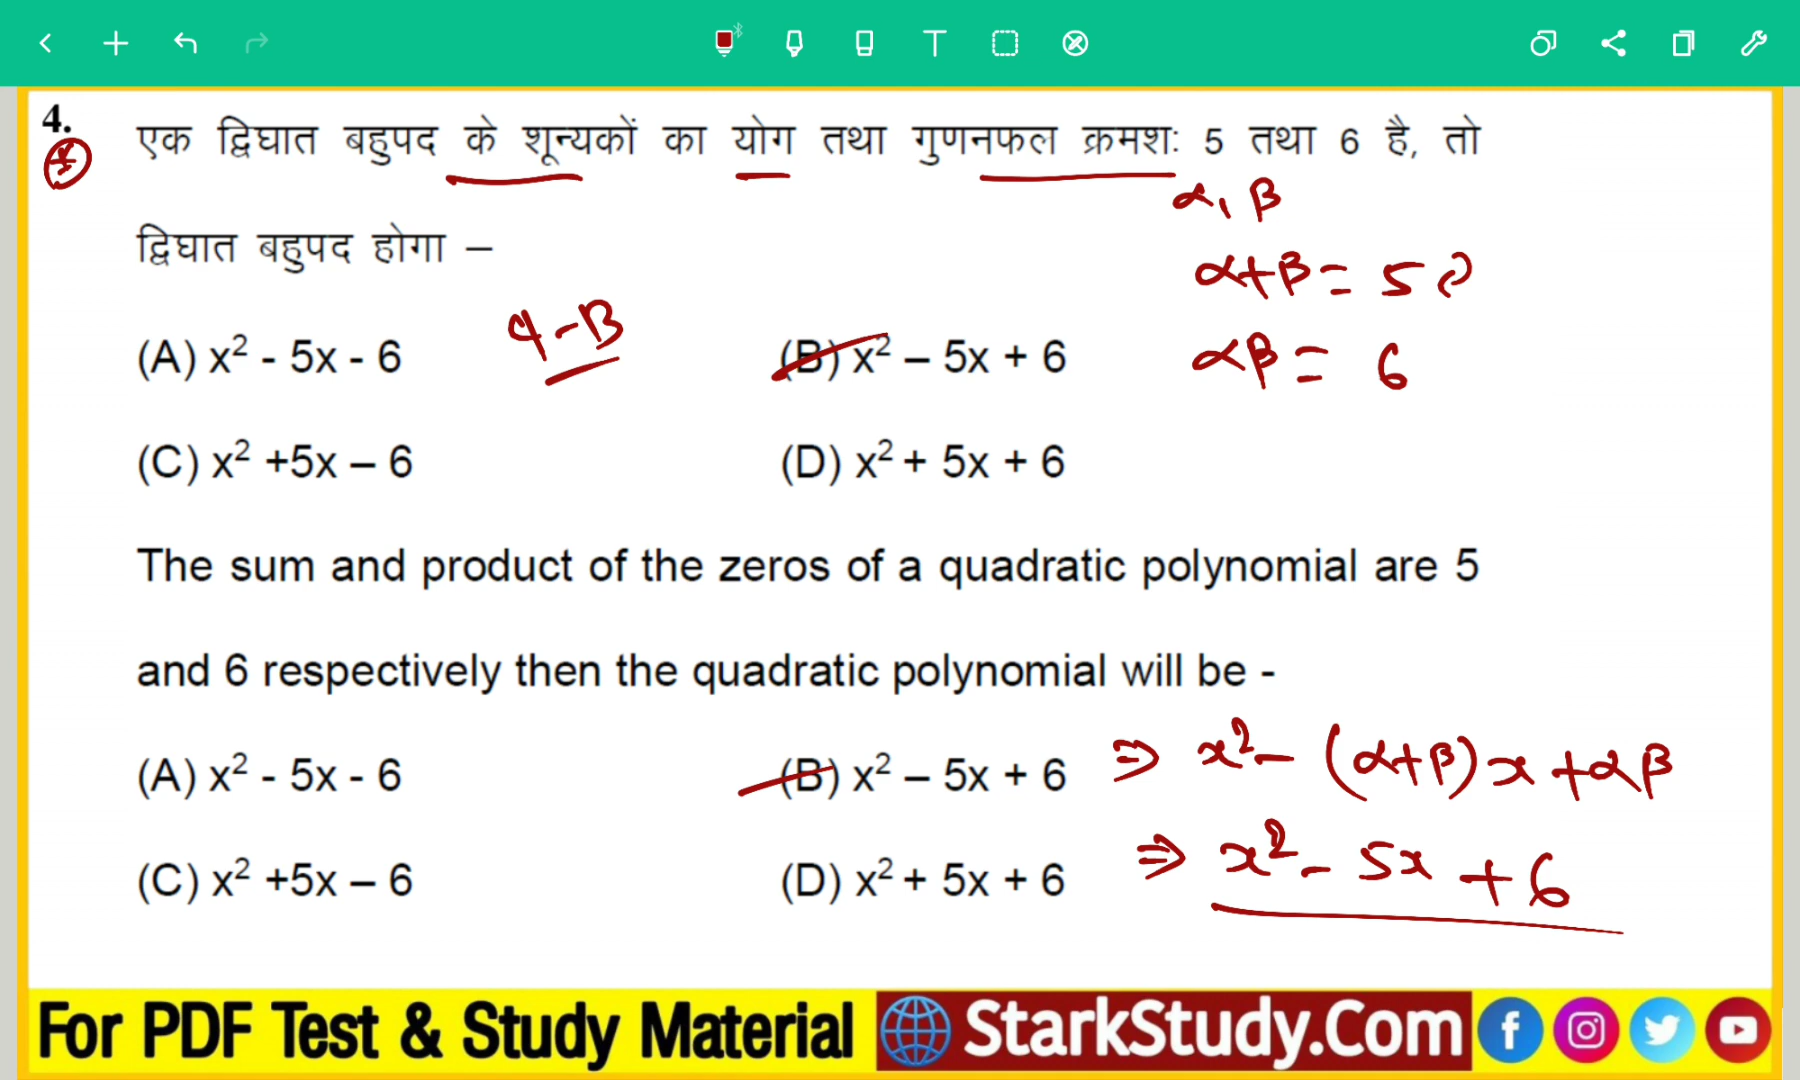 4.
एक द्विघात बहुपद के शून्यकों का योग तथा गुणनफल क्रमशः 5 तथा 6 है, तो
α, β
द्विघात बहुपद होगा –
α+β = 5
4-B
(A) x² - 5x - 6
(B) x² – 5x + 6
αβ = 6
(C) x² +5x – 6
(D) x² + 5x + 6
The sum and product of the zeros of a quadratic polynomial are 5
and 6 respectively then the quadratic polynomial will be -
(A) x² - 5x - 6
(B) x² – 5x + 6
⇒ x² - (α+β)x + αβ
(C) x² +5x – 6
(D) x² + 5x + 6
⇒ x² - 5x + 6
For PDF Test & Study Material StarkStudy.Com